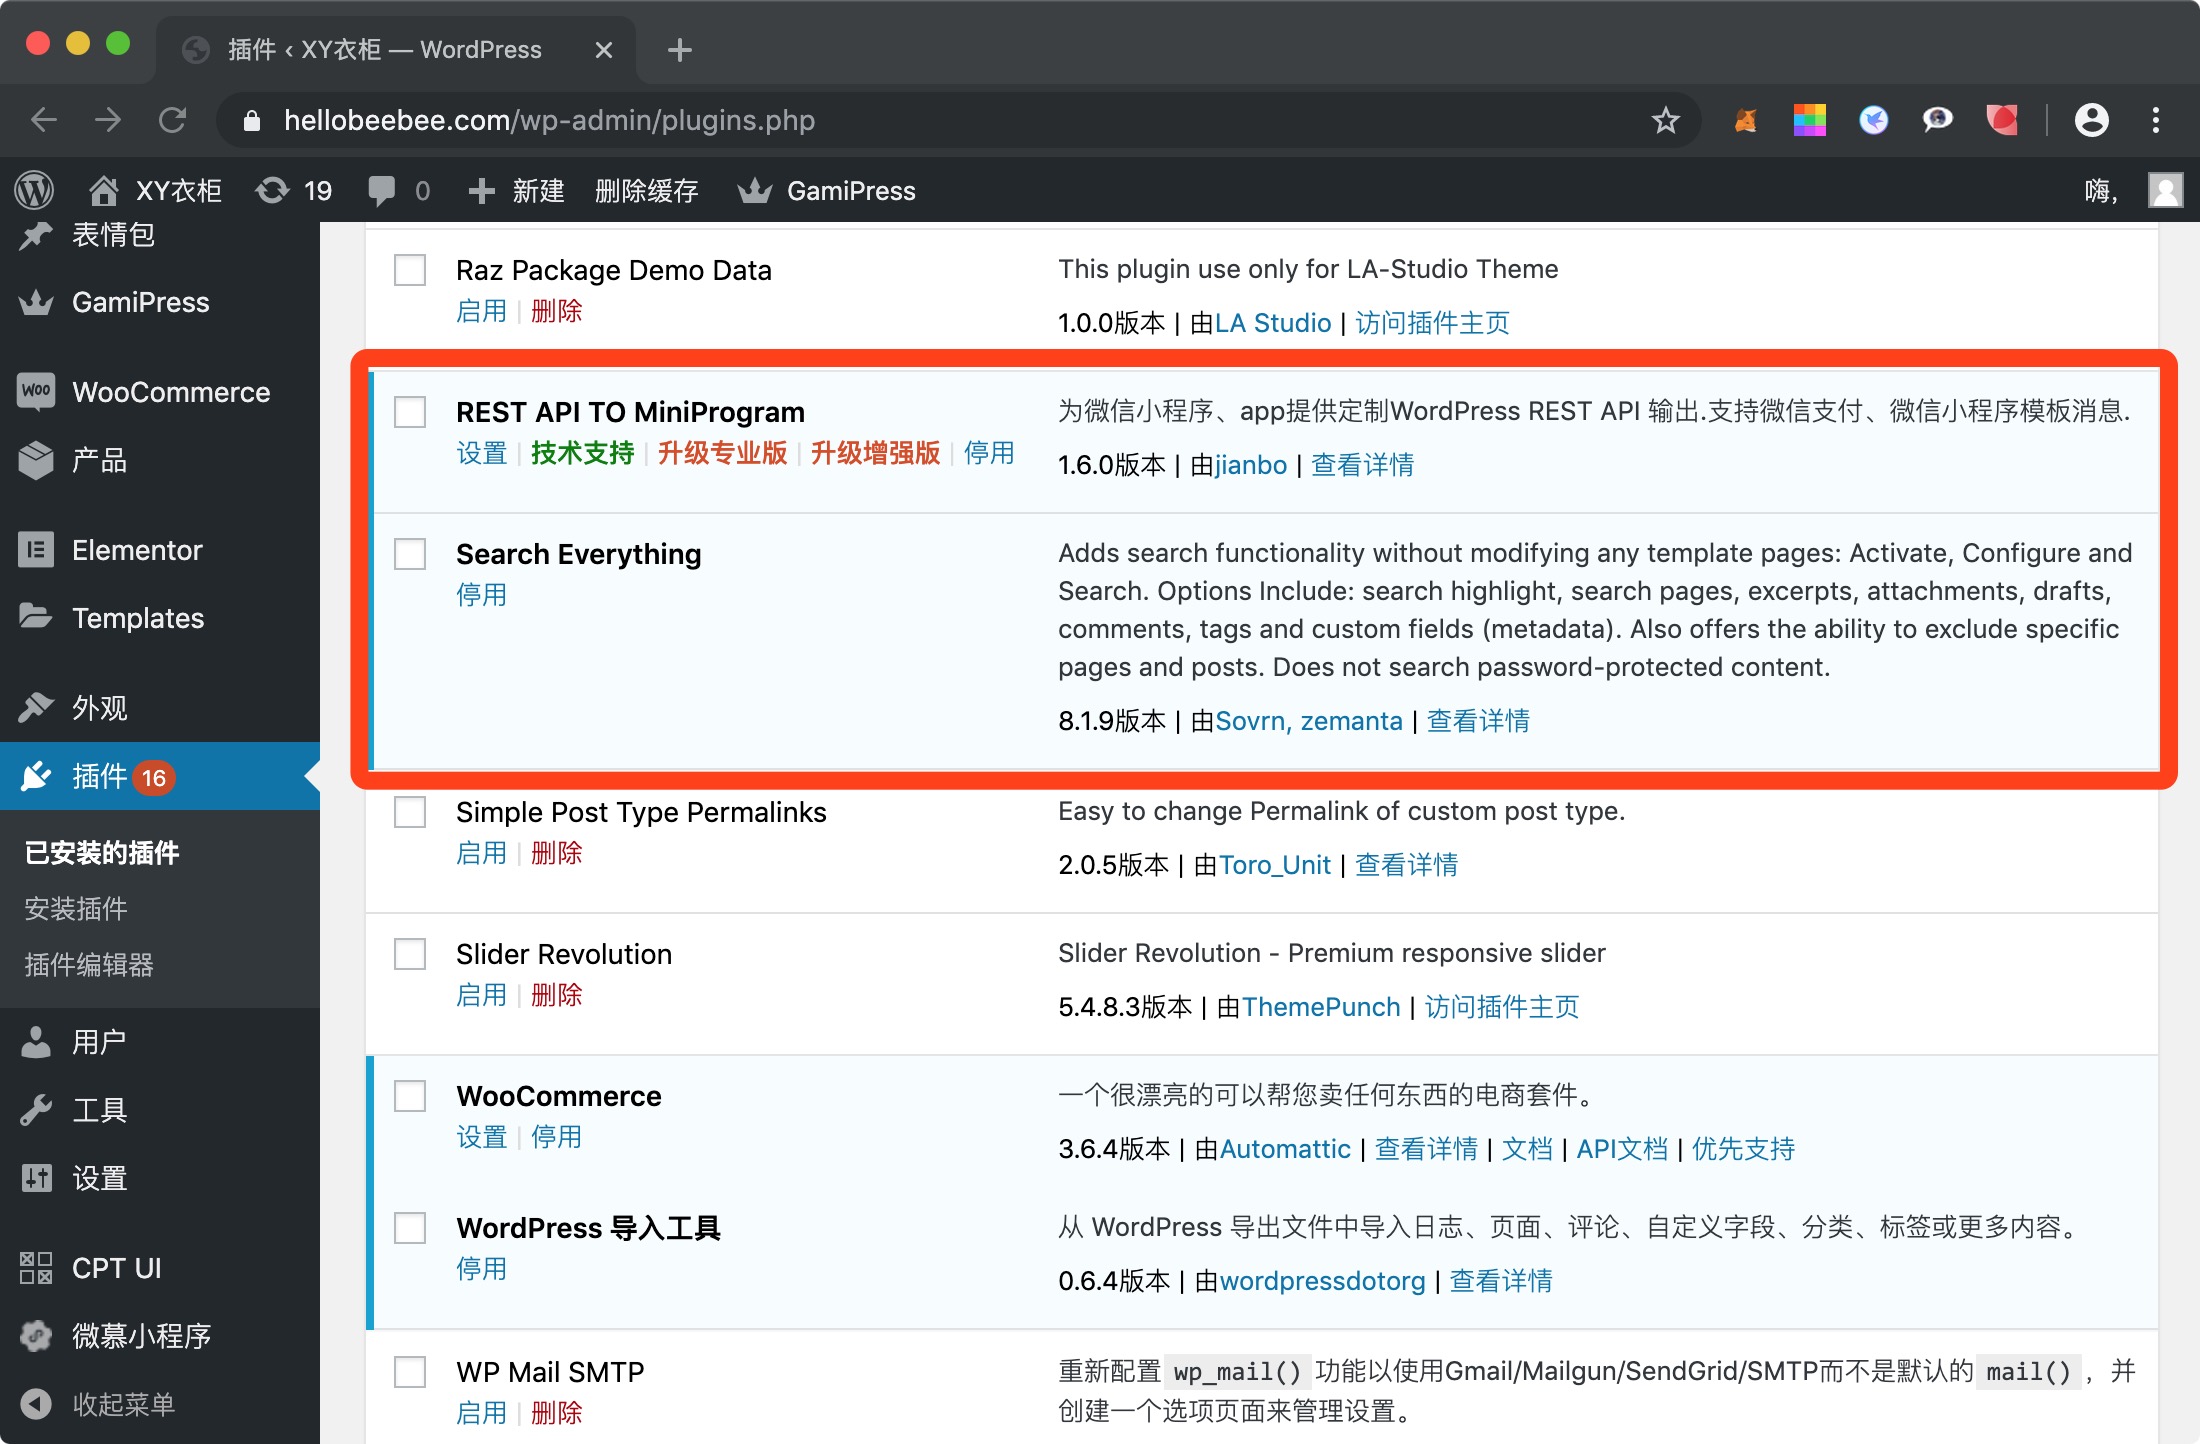 插件 ‹ XY衣柜 — WordPress
hellobeebee.com/wp-admin/plugins.php
XY衣柜 19 0 新建 删除缓存 GamiPress 嗨,
表情包
GamiPress
WooCommerce
产品
Elementor
Templates
外观
插件 16
已安装的插件
安装插件
插件编辑器
用户
工具
设置
CPT UI
微慕小程序
收起菜单
Raz Package Demo Data
启用 | 删除
This plugin use only for LA-Studio Theme
1.0.0版本 | 由LA Studio | 访问插件主页
REST API TO MiniProgram
设置 | 技术支持 | 升级专业版 | 升级增强版 | 停用
为微信小程序、app提供定制WordPress REST API 输出.支持微信支付、微信小程序模板消息.
1.6.0版本 | 由jianbo | 查看详情
Search Everything
停用
Adds search functionality without modifying any template pages: Activate, Configure and
Search. Options Include: search highlight, search pages, excerpts, attachments, drafts,
comments, tags and custom fields (metadata). Also offers the ability to exclude specific
pages and posts. Does not search password-protected content.
8.1.9版本 | 由Sovrn, zemanta | 查看详情
Simple Post Type Permalinks
启用 | 删除
Easy to change Permalink of custom post type.
2.0.5版本 | 由Toro_Unit | 查看详情
Slider Revolution
启用 | 删除
Slider Revolution - Premium responsive slider
5.4.8.3版本 | 由ThemePunch | 访问插件主页
WooCommerce
设置 | 停用
一个很漂亮的可以帮您卖任何东西的电商套件。
3.6.4版本 | 由Automattic | 查看详情 | 文档 | API文档 | 优先支持
WordPress 导入工具
停用
从 WordPress 导出文件中导入日志、页面、评论、自定义字段、分类、标签或更多内容。
0.6.4版本 | 由wordpressdotorg | 查看详情
WP Mail SMTP
启用 | 删除
重新配置 wp_mail() 功能以使用Gmail/Mailgun/SendGrid/SMTP而不是默认的 mail() ，并
创建一个选项页面来管理设置。